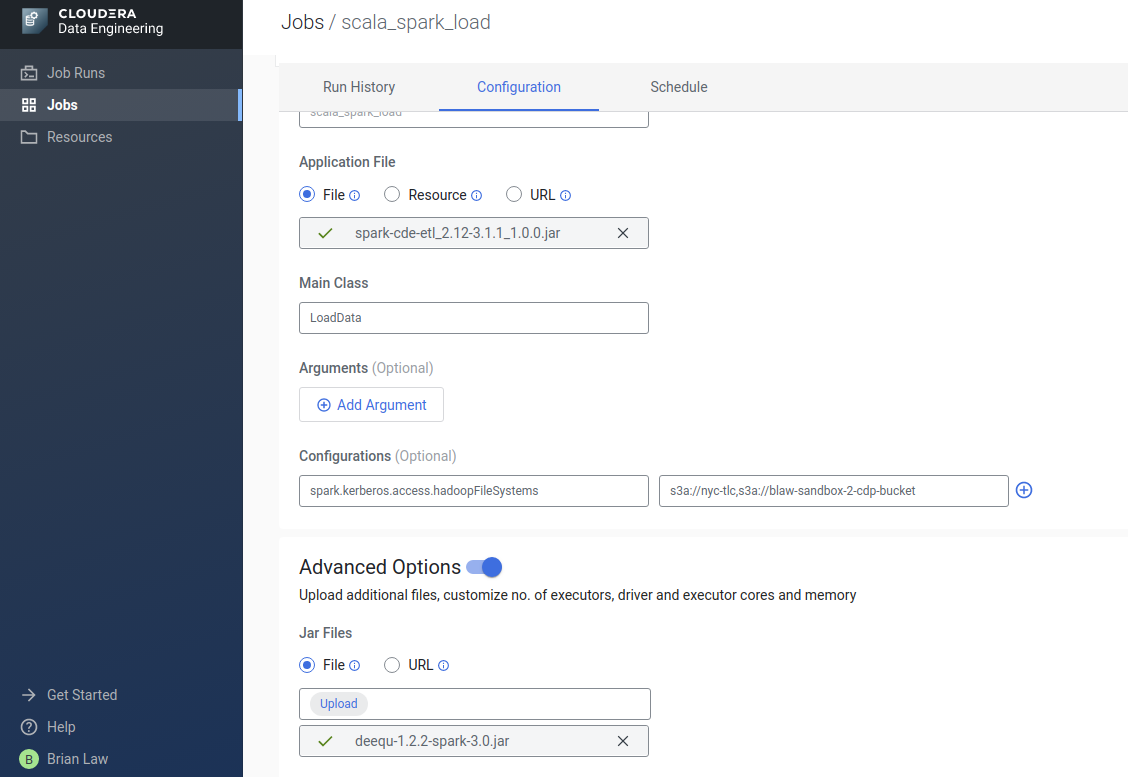 CLOUDERA
Data Engineering
Jobs / scala_spark_load
Job Runs
Jobs
Resources
Run History
Configuration
Schedule
scala_spark_load
Application File
File
Resource
URL
spark-cde-etl_2.12-3.1.1_1.0.0.jar
Main Class
LoadData
Arguments (Optional)
Add Argument
Configurations (Optional)
spark.kerberos.access.hadoopFileSystems
s3a://nyc-tlc,s3a://blaw-sandbox-2-cdp-bucket
Advanced Options
Upload additional files, customize no. of executors, driver and executor cores and memory
Jar Files
File
URL
Upload
deequ-1.2.2-spark-3.0.jar
Get Started
Help
B
Brian Law